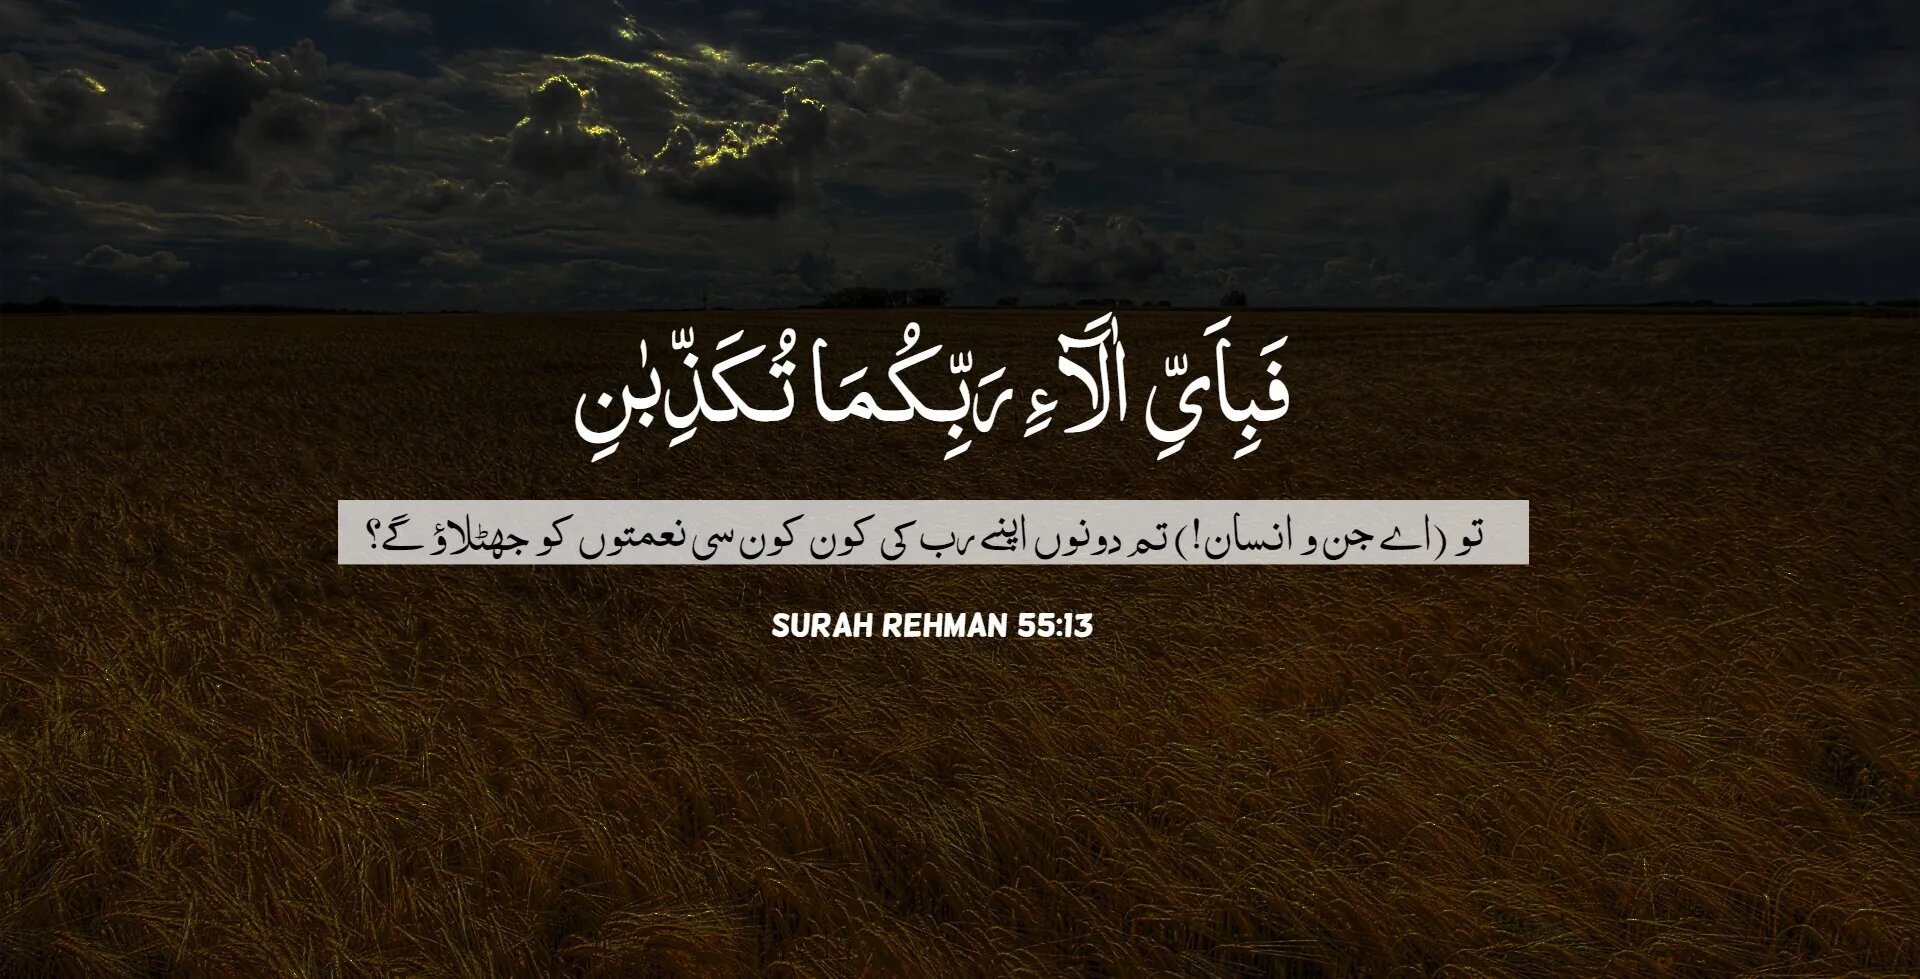 فَبِاَيِّ اٰلَآءِ رَبِّكُمَا تُكَذِّبٰنِ
تو (اے جن و انسان!) تم دونوں اپنے رب کی کون کون سی نعمتوں کو جھٹلاؤ گے؟
SURAH REHMAN 55:13